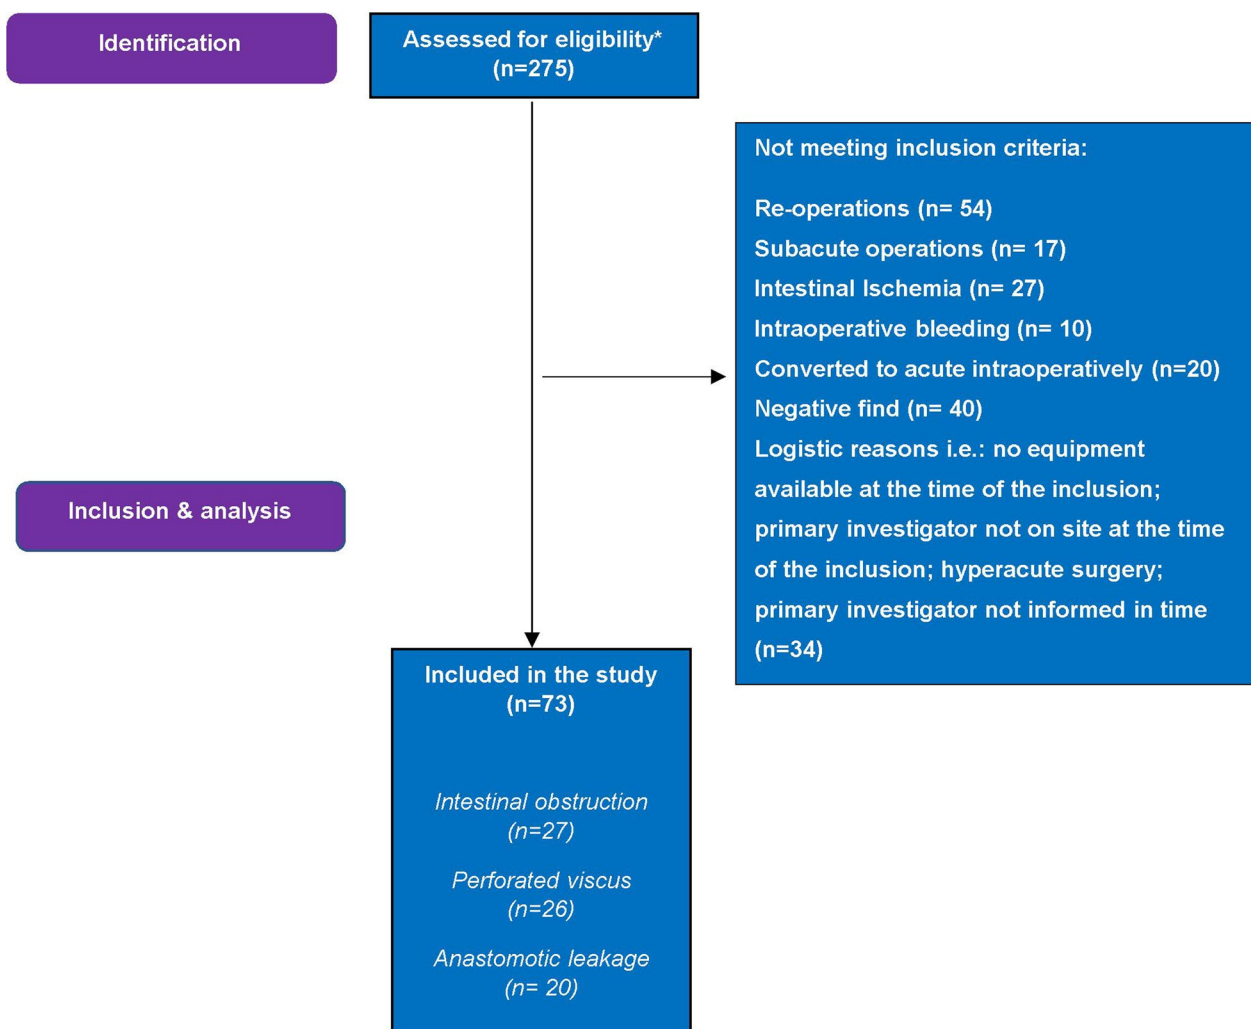 Identification
Assessed for eligibility*
(n=275)
Not meeting inclusion criteria:
Re-operations (n= 54)
Subacute operations (n= 17)
Intestinal Ischemia (n= 27)
Intraoperative bleeding (n= 10)
Converted to acute intraoperatively (n=20)
Negative find (n= 40)
Logistic reasons i.e.: no equipment
available at the time of the inclusion;
primary investigator not on site at the time
of the inclusion; hyperacute surgery;
primary investigator not informed in time
(n=34)
Inclusion & analysis
Included in the study
(n=73)
Intestinal obstruction
(n=27)
Perforated viscus
(n=26)
Anastomotic leakage
(n= 20)